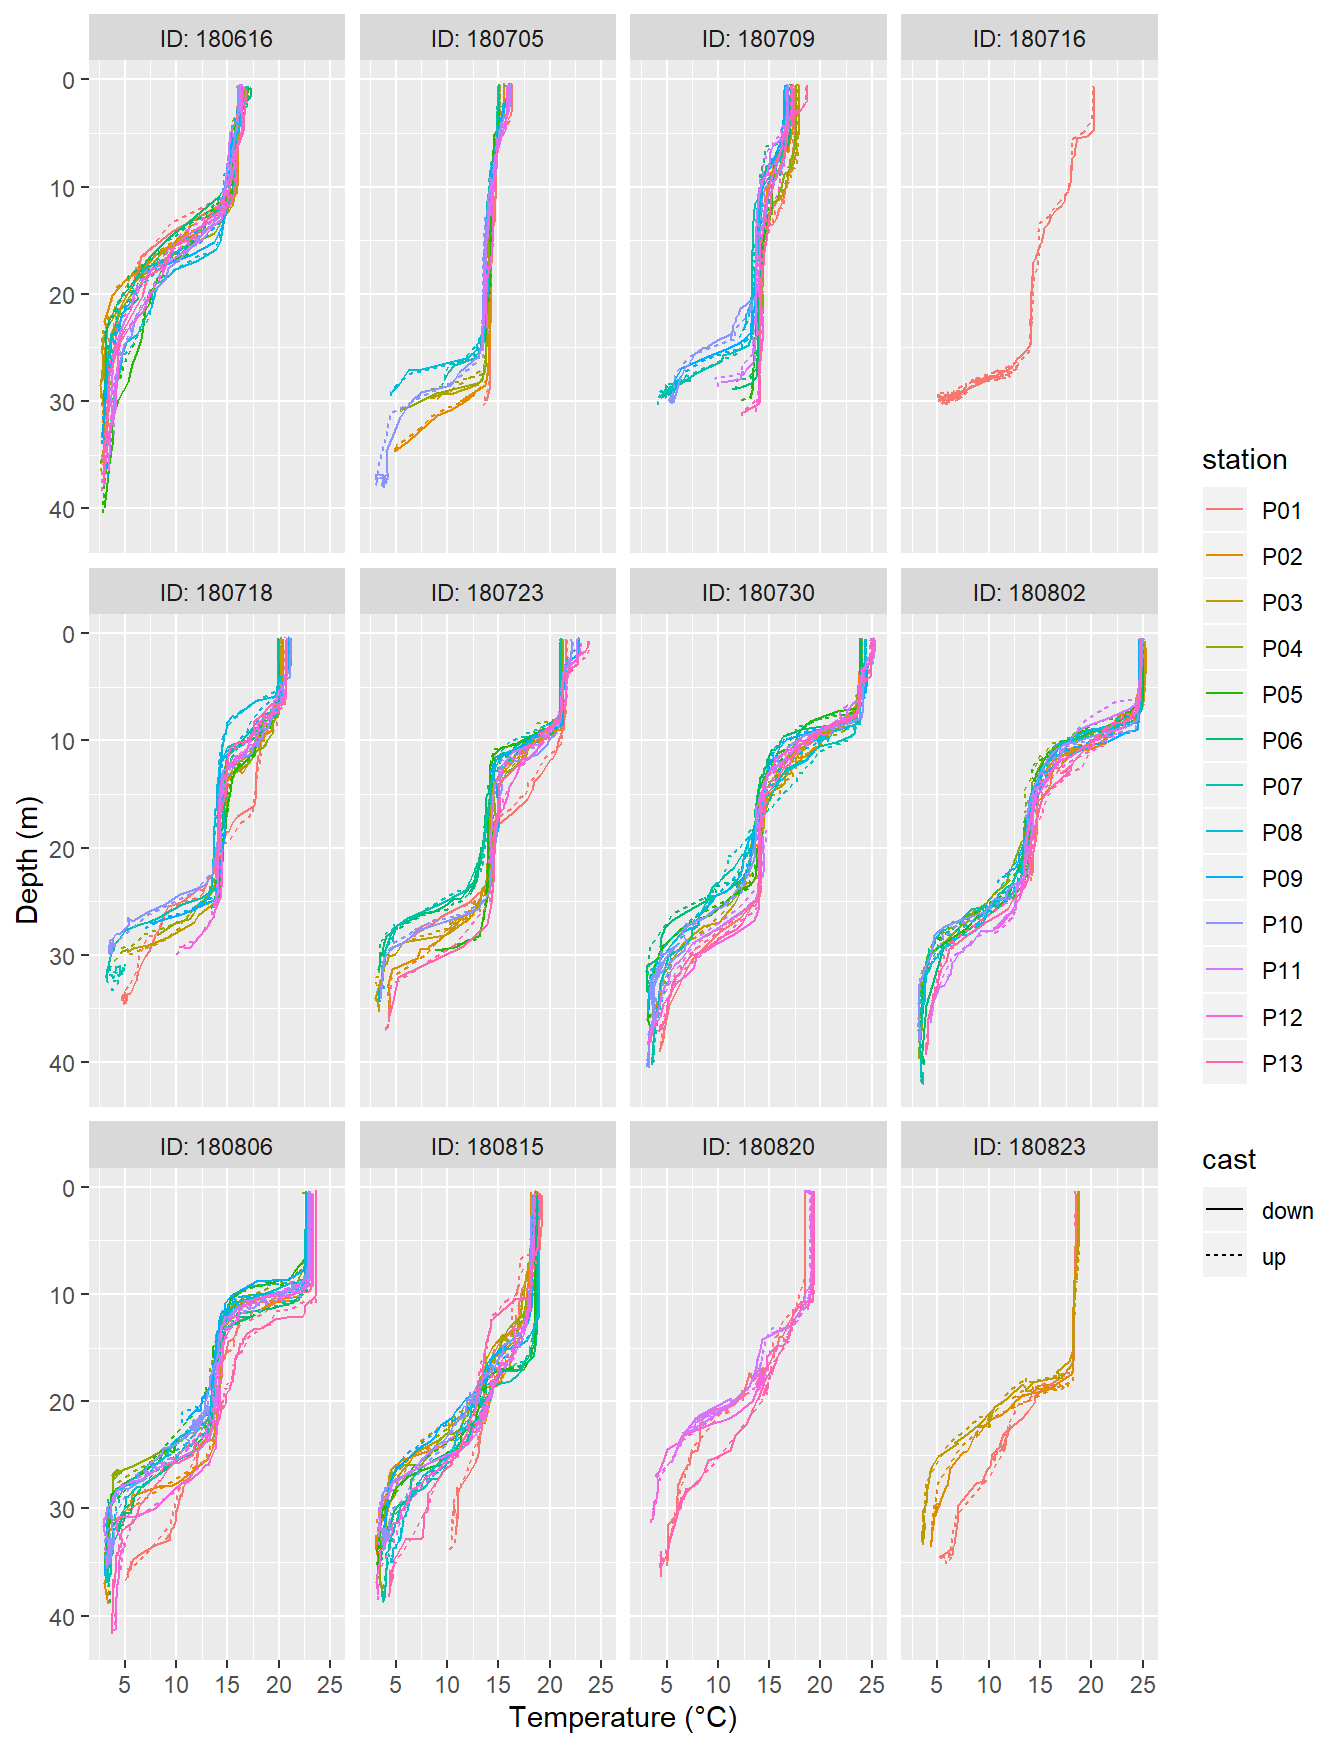 ID: 180616
ID: 180705
ID: 180709
ID: 180716
0
10
20
30
40
ID: 180718
ID: 180723
ID: 180730
ID: 180802
0
10
20
30
40
ID: 180806
ID: 180815
ID: 180820
ID: 180823
0
10
20
30
40
5 10 15 20 25
5 10 15 20 25
5 10 15 20 25
5 10 15 20 25
Temperature (°C)
Depth (m)
station
P01
P02
P03
P04
P05
P06
P07
P08
P09
P10
P11
P12
P13
cast
down
up